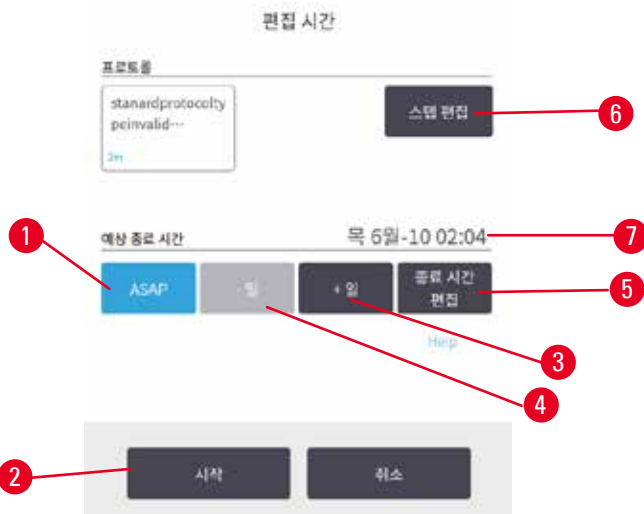 편집 시간
프로토콜
stanardprotocolty
peinvalid…
2m
스텝 편집
6
1
예상 종료 시간
목 6월-10 02:04
7
ASAP
- 일
+ 일
종료 시간
편집
5
Help
3
4
2
시작
취소